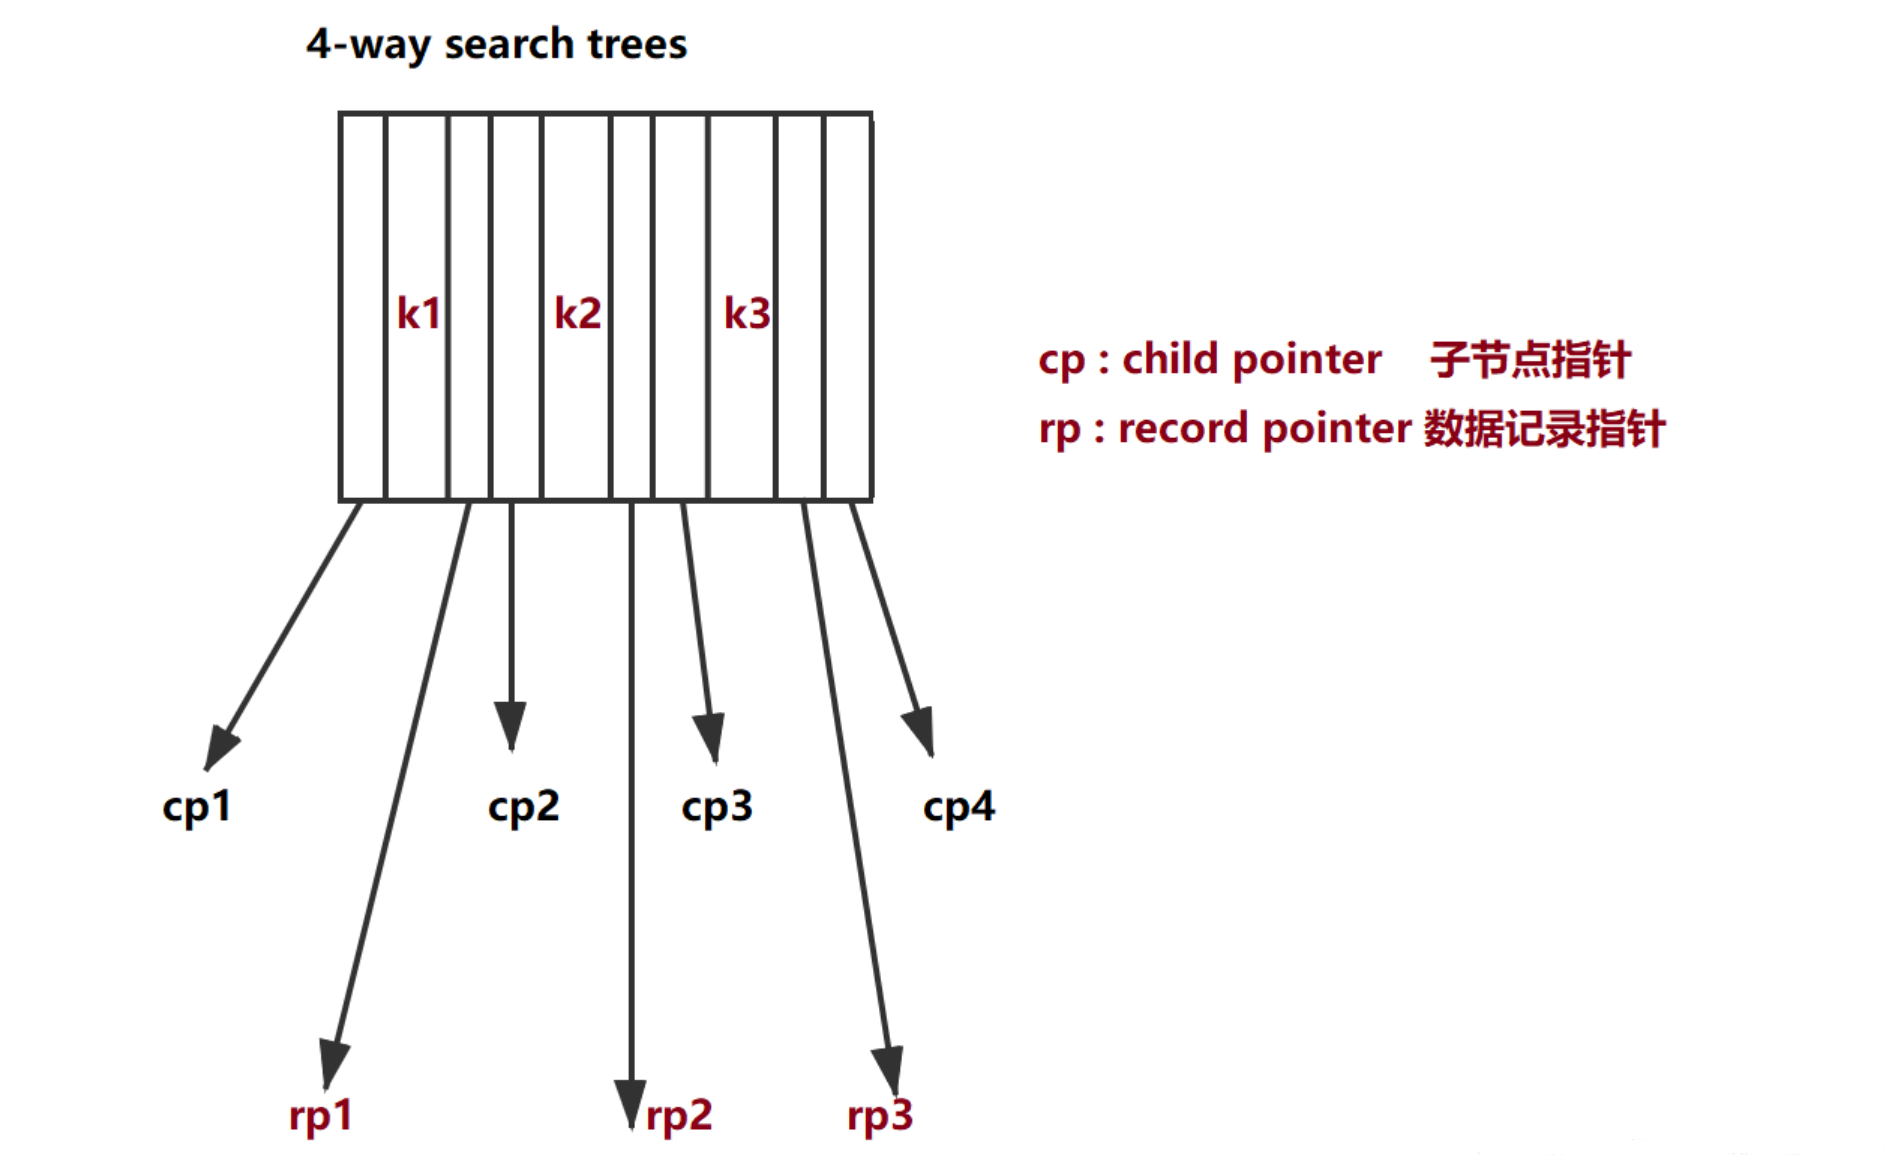 4-way search trees
k1 k2 k3
cp : child pointer 子节点指针
rp : record pointer 数据记录指针
cp1 cp2 cp3 cp4
rp1 rp2 rp3